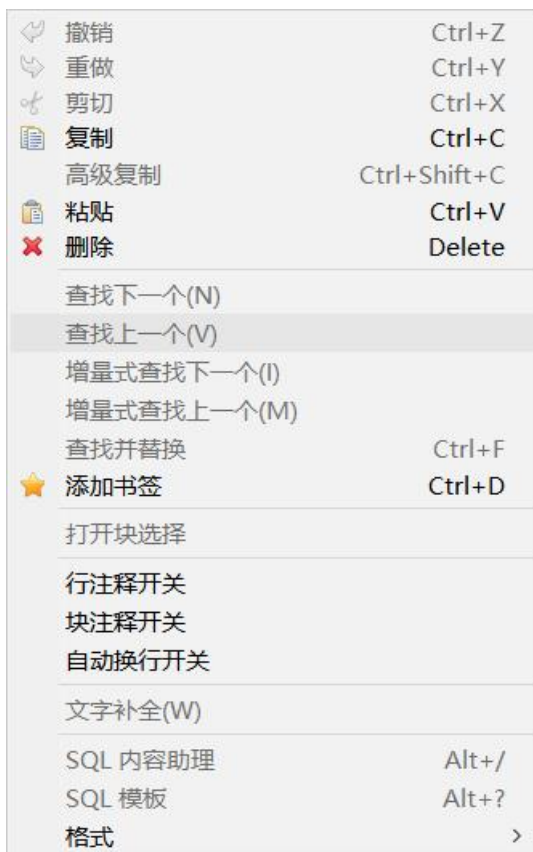 撤销 Ctrl+Z
重做 Ctrl+Y
剪切 Ctrl+X
复制 Ctrl+C
高级复制 Ctrl+Shift+C
粘贴 Ctrl+V
删除 Delete
查找下一个(N)
查找上一个(V)
增量式查找下一个(I)
增量式查找上一个(M)
查找并替换 Ctrl+F
添加书签 Ctrl+D
打开块选择
行注释开关
块注释开关
自动换行开关
文字补全(W)
SQL 内容助理 Alt+/
SQL 模板 Alt+?
格式